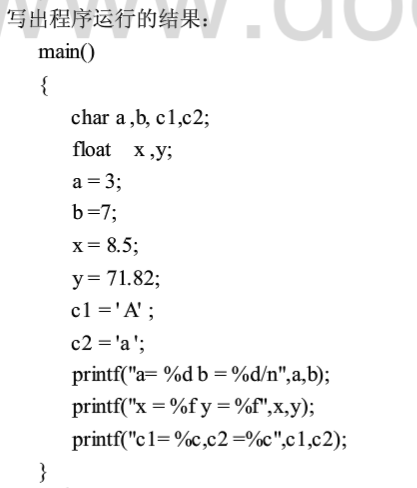 写出程序运行的结果：
main()
{
char a ,b, c1,c2;
float x ,y;
a = 3;
b =7;
x = 8.5;
y = 71.82;
c1 = ' A' ;
c2 = 'a ';
printf("a= %d b = %d/n",a,b);
printf("x = %f y = %f",x,y);
printf("c1= %c,c2 =%c",c1,c2);
}